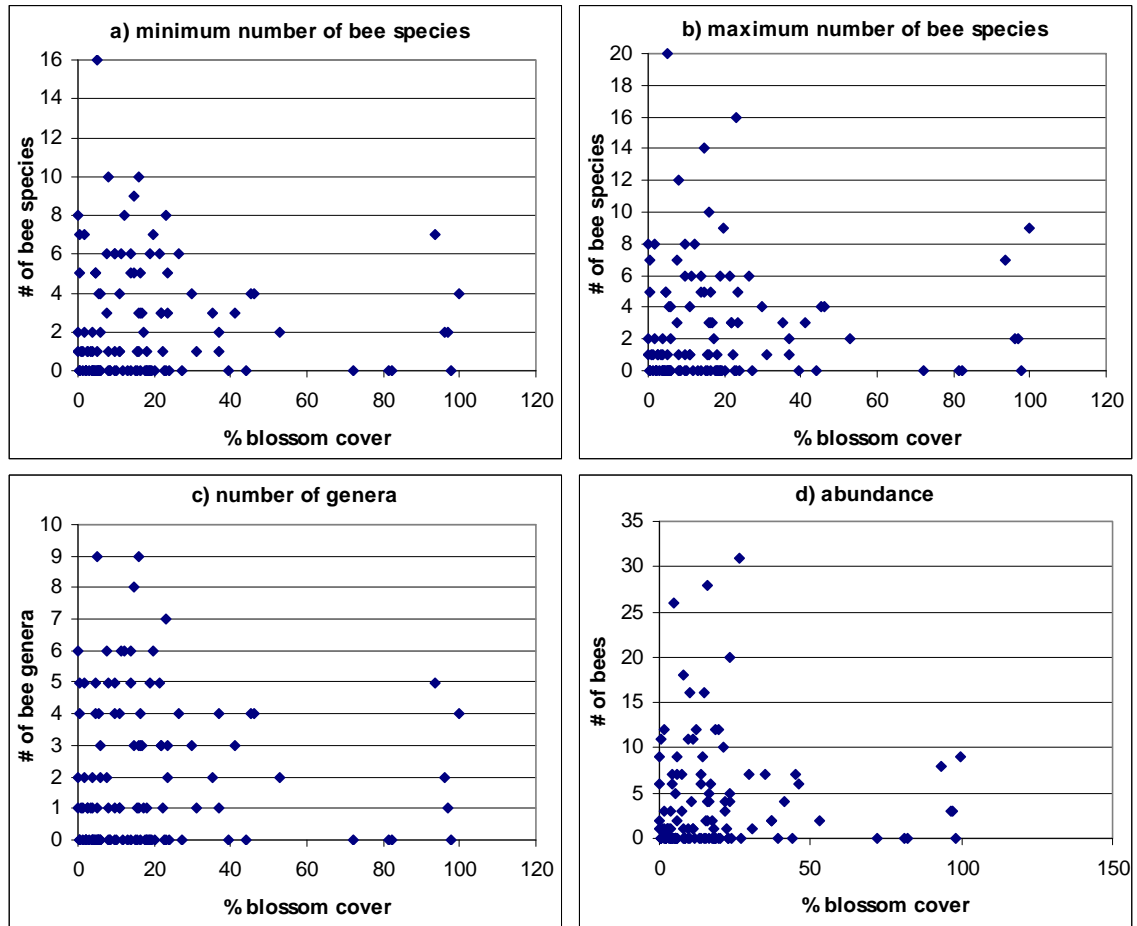 a) minimum number of bee species
16
14
12
10
8
6
4
2
0
# of bee species
0 20 40 60 80 100 120
% blossom cover
b) maximum number of bee species
20
18
16
14
12
10
8
6
4
2
0
# of bee species
0 20 40 60 80 100 120
% blossom cover
c) number of genera
10
9
8
7
6
5
4
3
2
1
0
# of bee genera
0 20 40 60 80 100 120
% blossom cover
d) abundance
35
30
25
20
15
10
5
0
# of bees
0 50 100 150
% blossom cover